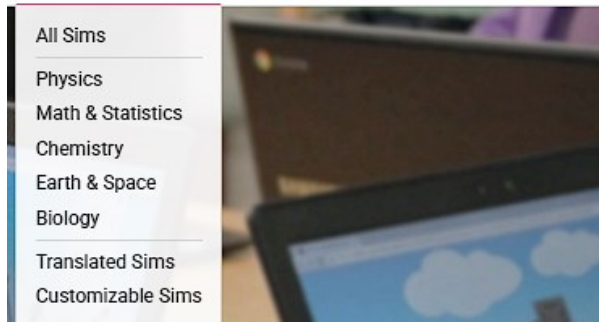 All Sims
Physics
Math & Statistics
Chemistry
Earth & Space
Biology
Translated Sims
Customizable Sims